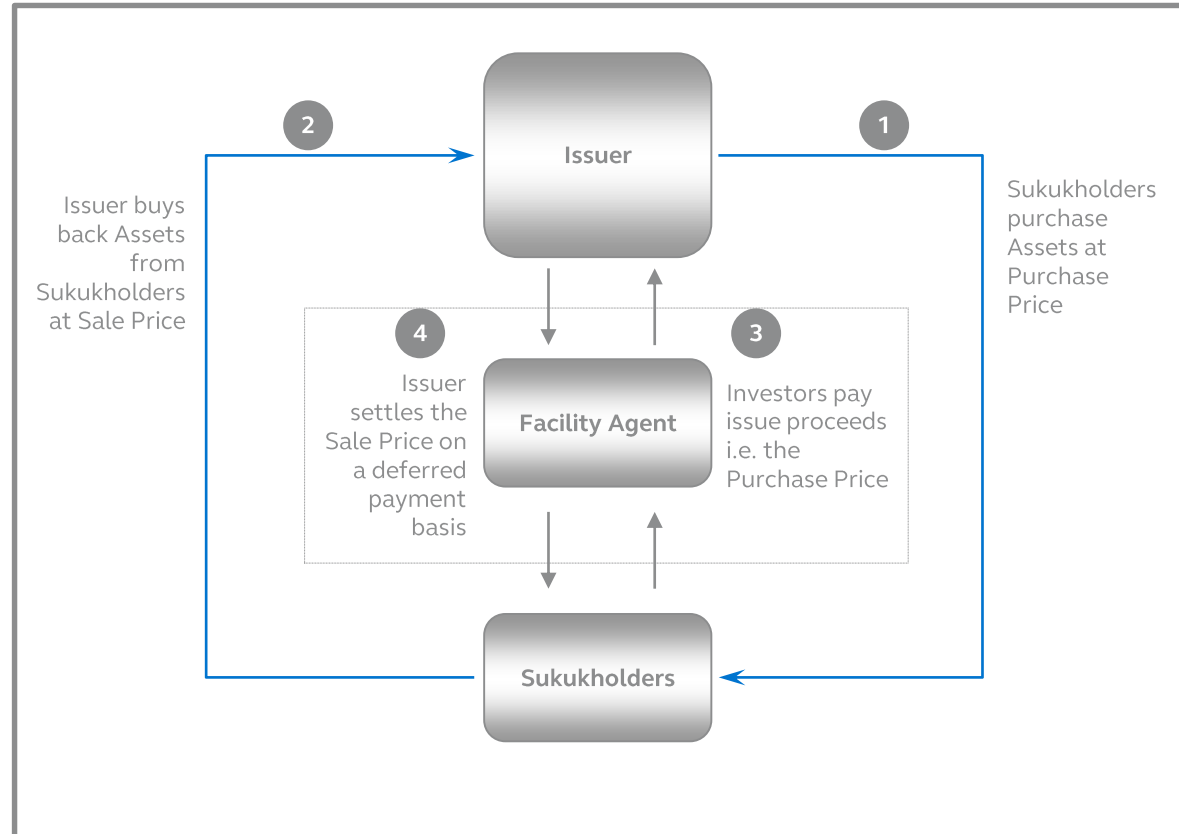 2
1
Issuer
Issuer buys
back Assets
from
Sukukholders
at Sale Price
Sukukholders
purchase
Assets at
Purchase
Price
4
3
Issuer
settles the
Sale Price on
a deferred
payment
basis
Facility Agent
Investors pay
issue proceeds
i.e. the
Purchase Price
Sukukholders